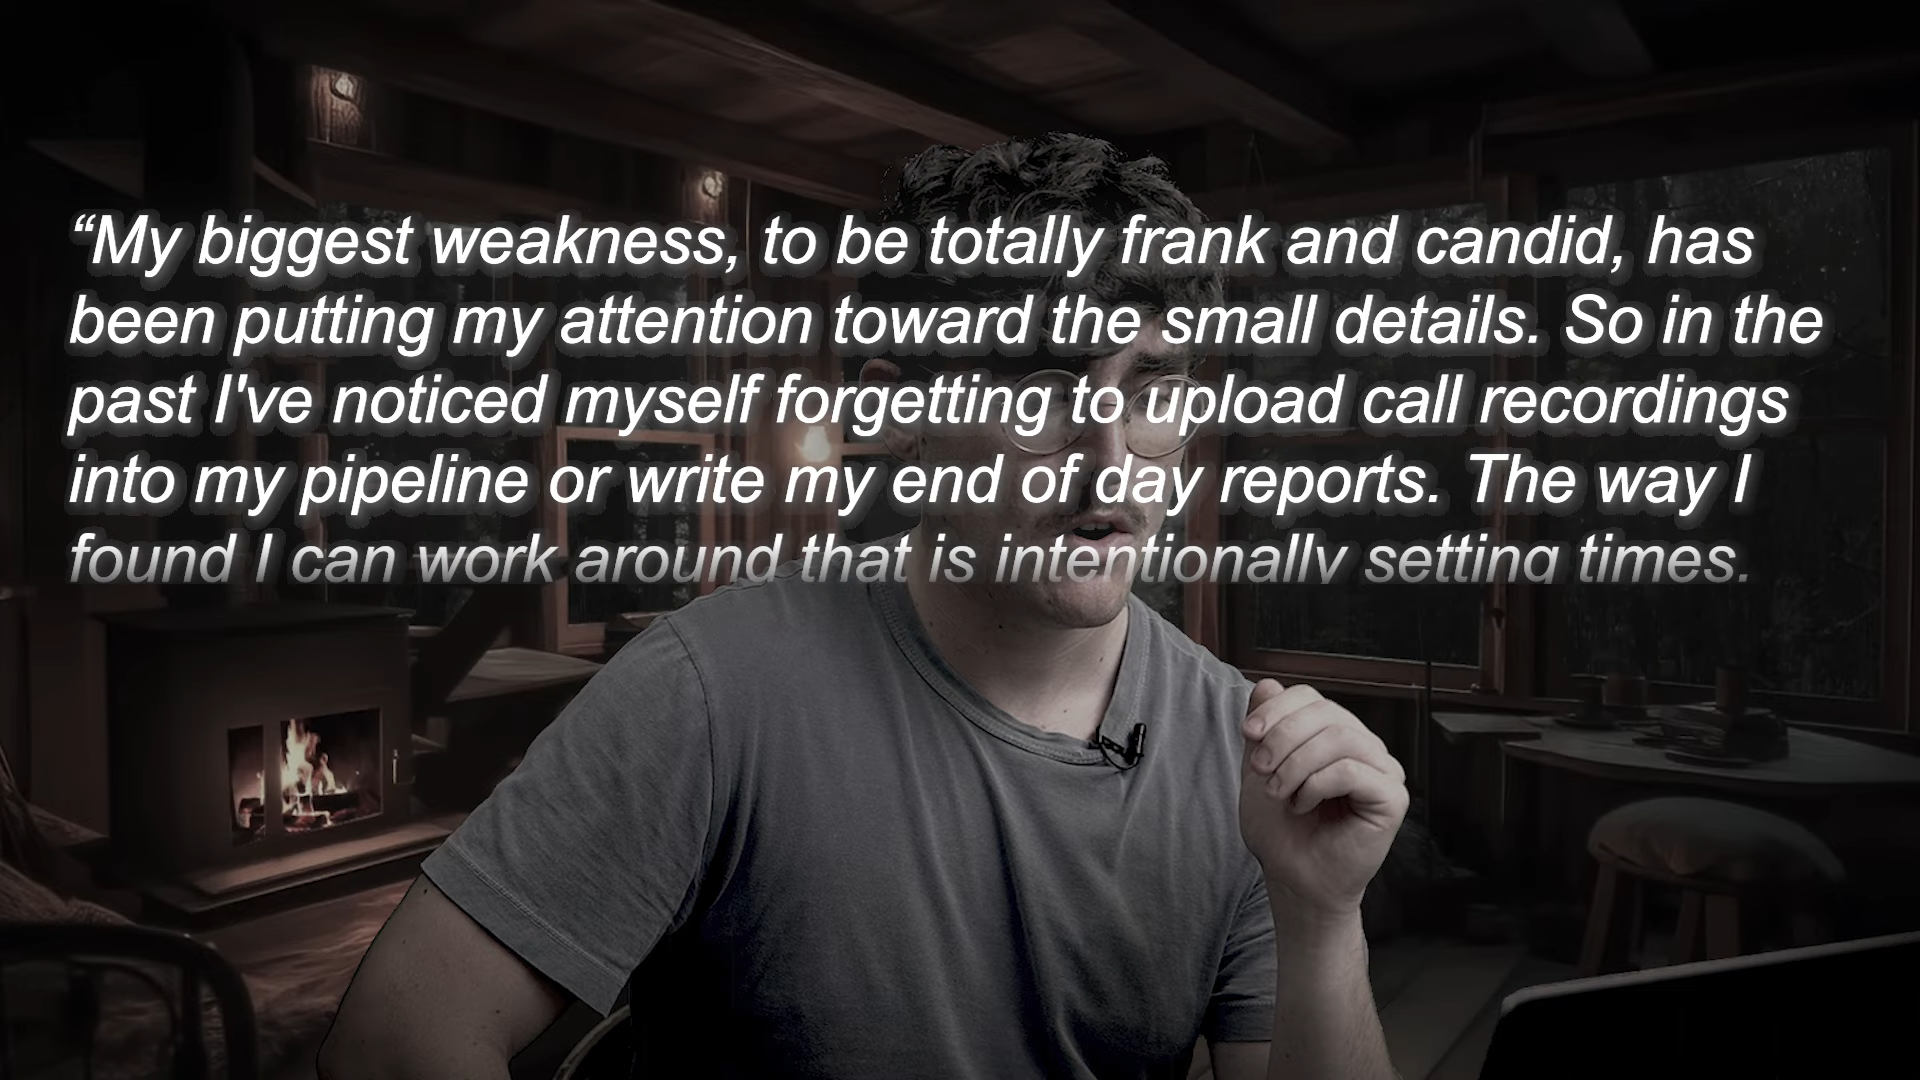 “My biggest weakness, to be totally frank and candid, has
been putting my attention toward the small details. So in the
past I've noticed myself forgetting to upload call recordings
into my pipeline or write my end of day reports. The way I
found I can work around that is intentionally setting times.